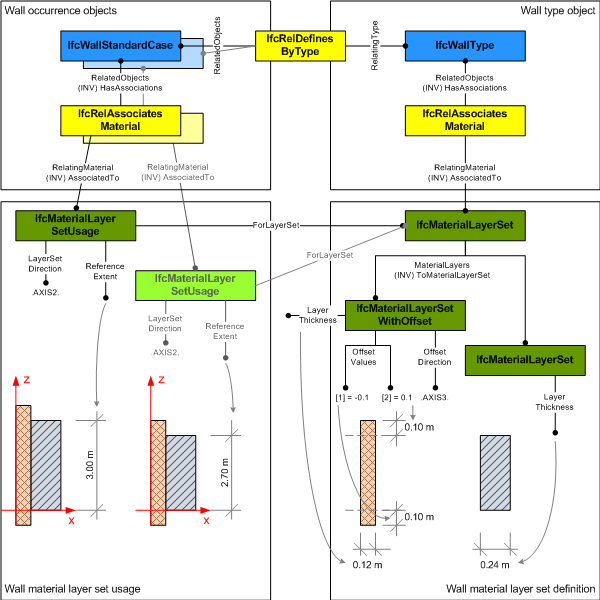 Wall occurrence objects
Wall type object
IfcWallStandardCase
RelatedObjects
IfcRelDefines
ByType
RelatingType
IfcWallType
RelatedObjects
(INV) HasAssociations
RelatedObjects
(INV) HasAssociations
IfcRelAssociates
Material
IfcRelAssociates
Material
RelatingMaterial
(INV) AssociatedTo
RelatingMaterial
(INV) AssociatedTo
RelatingMaterial
(INV) AssociatedTo
IfcMaterialLayer
SetUsage
ForLayerSet
IfcMaterialLayerSet
LayerSet
Direction
Reference
Extent
ForLayerSet
MaterialLayers
(INV) ToMaterialLayerSet
.AXIS2.
IfcMaterialLayer
SetUsage
LayerSet
Direction
Reference
Extent
.AXIS2.
Layer
Thickness
IfcMaterialLayerSet
WithOffset
Offset
Values
Offset
Direction
IfcMaterialLayerSet
[1] = -0.1
[2] = 0.1
.AXIS3.
Layer
Thickness
z
z
3.00 m
2.70 m
x
x
0.10 m
0.10 m
0.12 m
0.24 m
Wall material layer set usage
Wall material layer set definition